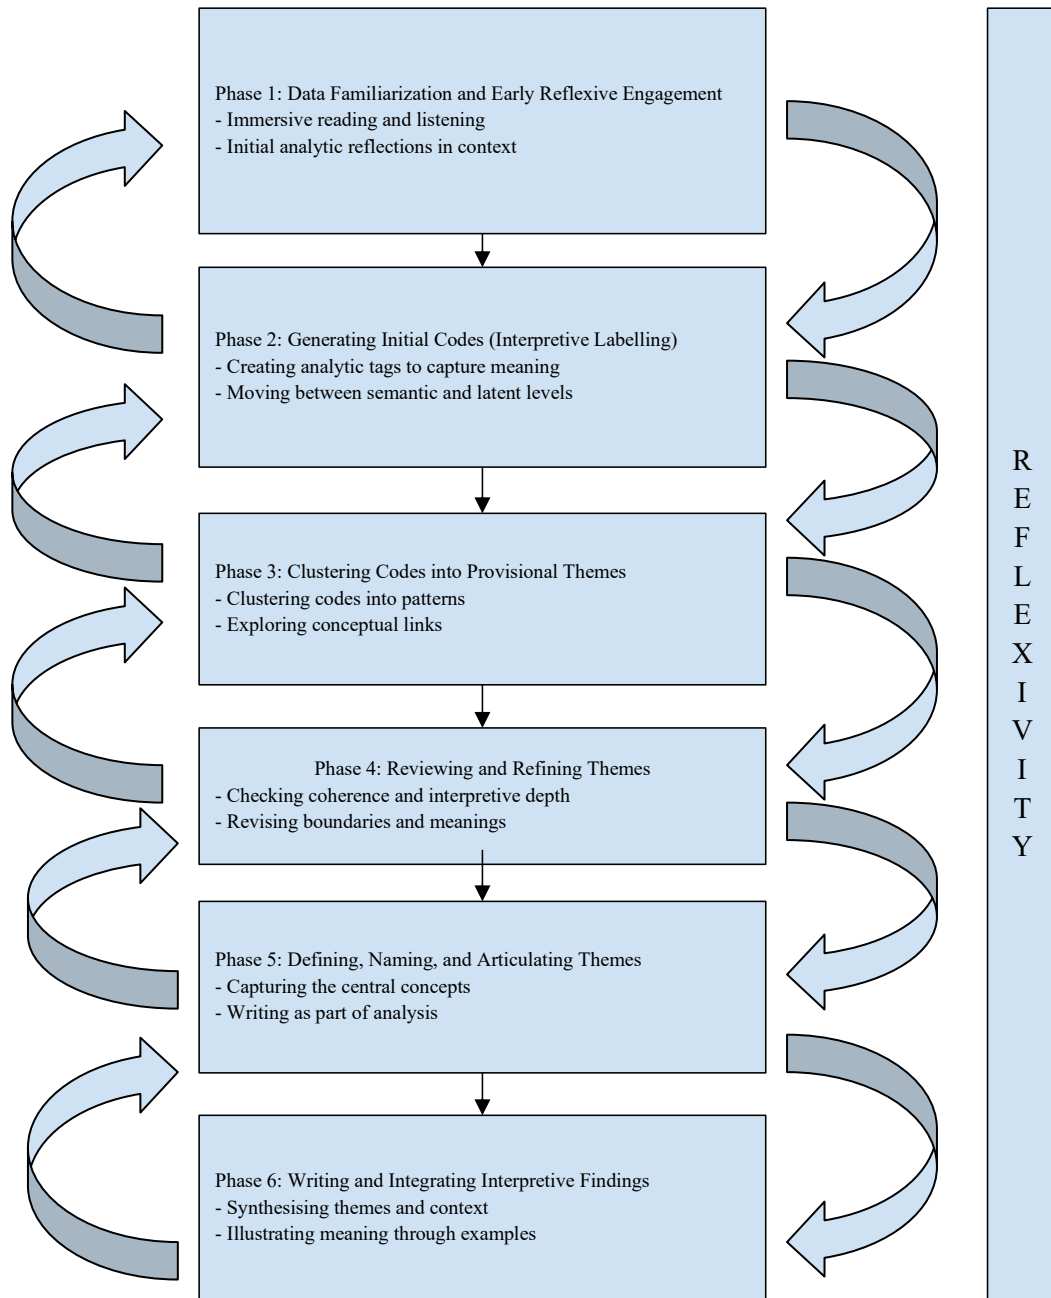 Phase 1: Data Familiarization and Early Reflexive Engagement
- Immersive reading and listening
- Initial analytic reflections in context
Phase 2: Generating Initial Codes (Interpretive Labelling)
- Creating analytic tags to capture meaning
- Moving between semantic and latent levels
Phase 3: Clustering Codes into Provisional Themes
- Clustering codes into patterns
- Exploring conceptual links
Phase 4: Reviewing and Refining Themes
- Checking coherence and interpretive depth
- Revising boundaries and meanings
Phase 5: Defining, Naming, and Articulating Themes
- Capturing the central concepts
- Writing as part of analysis
Phase 6: Writing and Integrating Interpretive Findings
- Synthesising themes and context
- Illustrating meaning through examples
R
E
F
L
E
X
I
V
I
T
Y